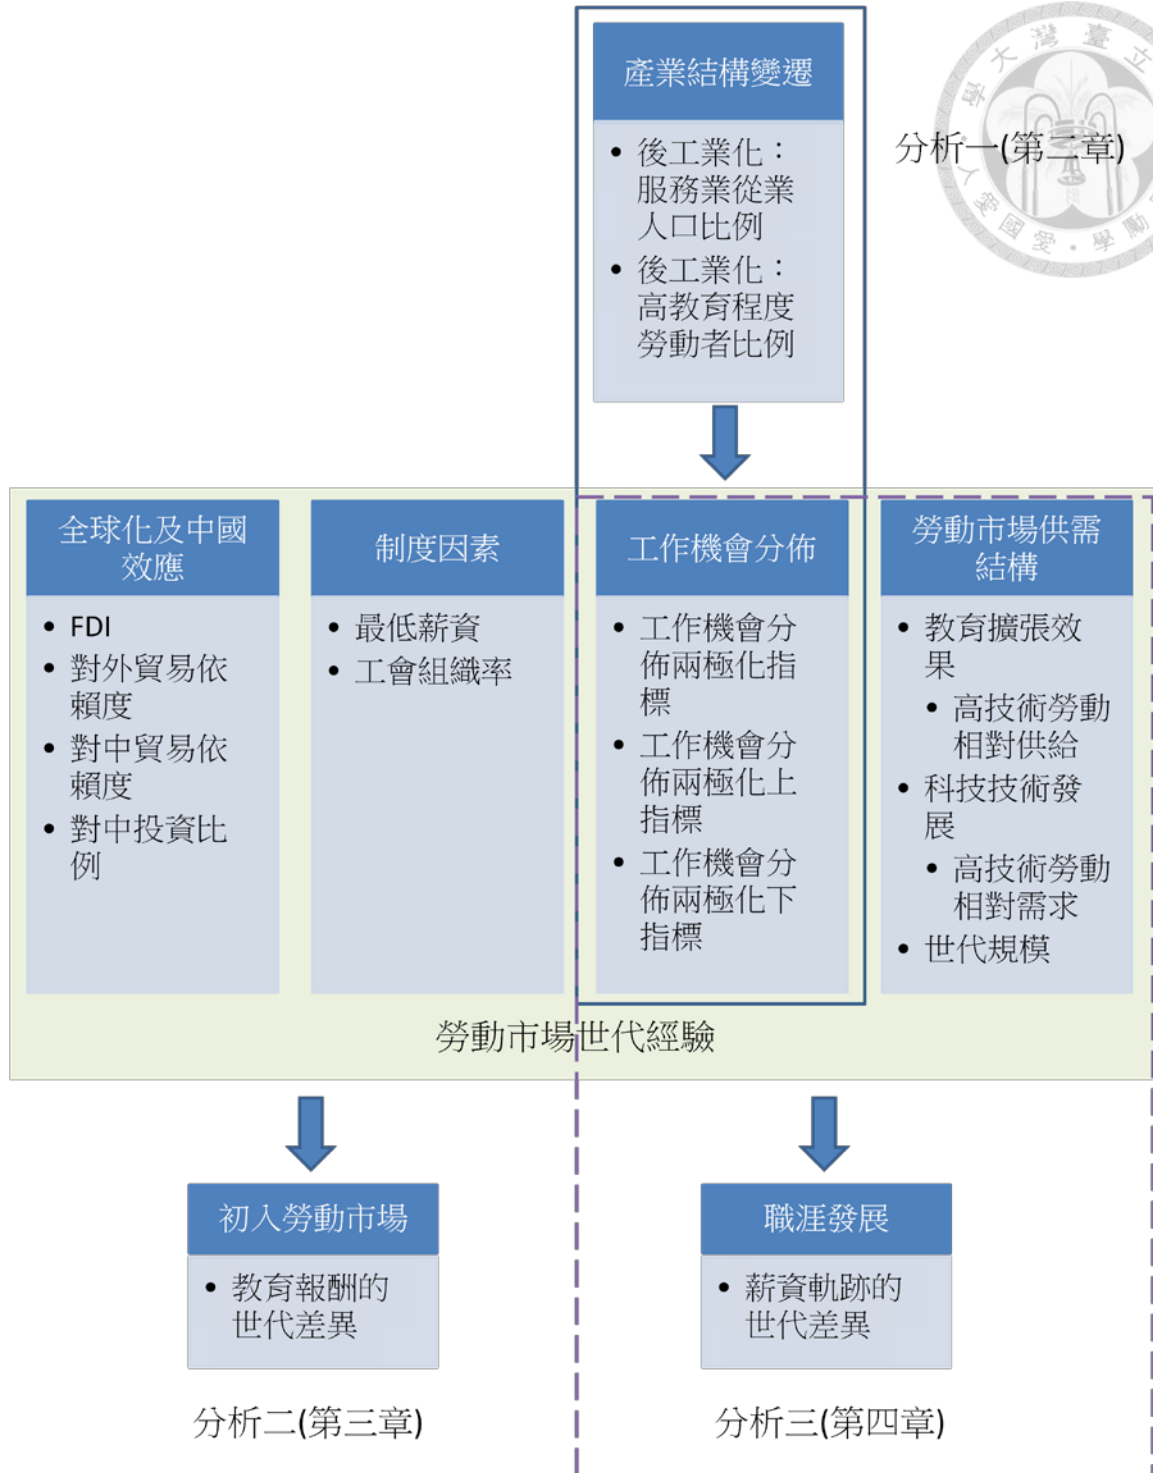 產業結構變遷
• 後工業化：
服務業從業
人口比例
• 後工業化：
高教育程度
勞動者比例
分析一(第二章)
全球化及中國
效應
• FDI
• 對外貿易依
賴度
• 對中貿易依
賴度
• 對中投資比
例
制度因素
• 最低薪資
• 工會組織率
工作機會分佈
• 工作機會分
佈兩極化指
標
• 工作機會分
佈兩極化上
指標
• 工作機會分
佈兩極化下
指標
勞動市場供需
結構
• 教育擴張效
果
• 高技術勞動
相對供給
• 科技技術發
展
• 高技術勞動
相對需求
• 世代規模
勞動市場世代經驗
初入勞動市場
• 教育報酬的
世代差異
分析二(第三章)
職涯發展
• 薪資軌跡的
世代差異
分析三(第四章)